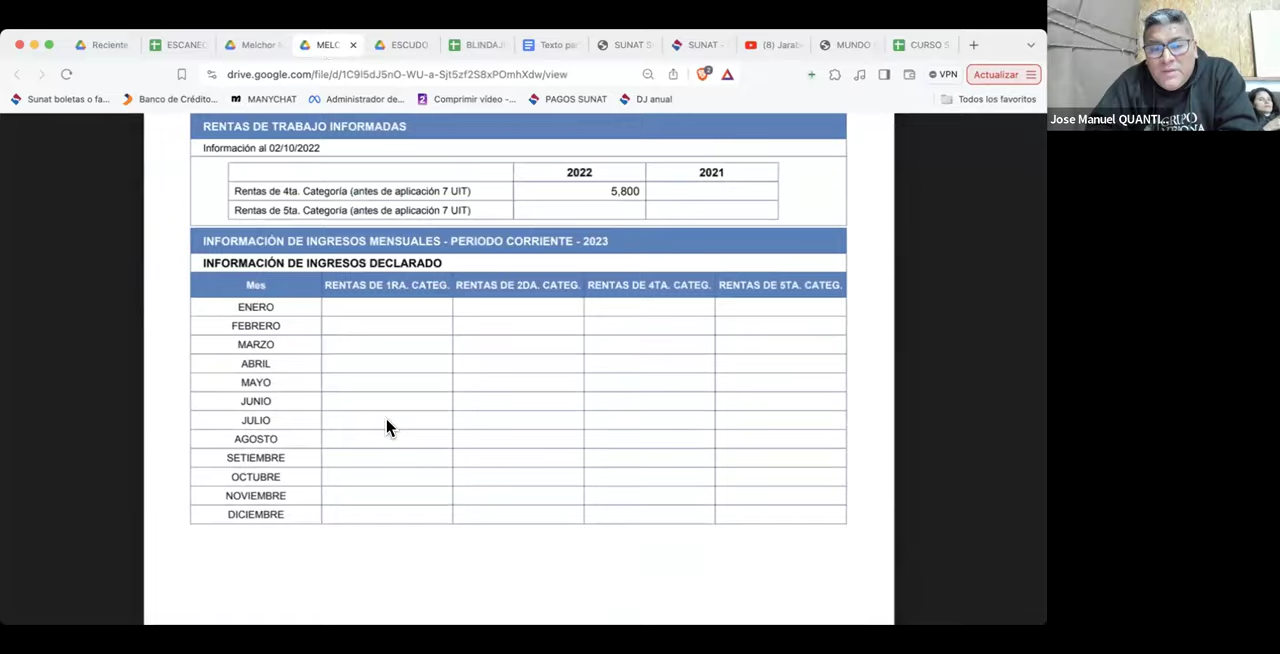 Reciente
ESCANE
Melchor
MELC
ESCUDO
BLINDAJ
Texto par
SUNAT S
SUNAT -
(8) Jarab
MUNDO
CURSO S
drive.google.com/file/d/1C9I5dJ5nO-WU-a-Sjt5zf2S8xPOmhXdw/view
2
VPN
Actualizar
Sunat boletas o fa...
Banco de Crédito...
MANYCHAT
Administrador de...
Comprimir vídeo -...
PAGOS SUNAT
DJ anual
Todos los favoritos
Jose Manuel QUANTI...
RENTAS DE TRABAJO INFORMADAS
Información al 02/10/2022
2022 2021
Rentas de 4ta. Categoría (antes de aplicación 7 UIT) 5,800
Rentas de 5ta. Categoría (antes de aplicación 7 UIT)
INFORMACIÓN DE INGRESOS MENSUALES - PERIODO CORRIENTE - 2023
INFORMACIÓN DE INGRESOS DECLARADO
Mes RENTAS DE 1RA. CATEG. RENTAS DE 2DA. CATEG. RENTAS DE 4TA. CATEG. RENTAS DE 5TA. CATEG.
ENERO
FEBRERO
MARZO
ABRIL
MAYO
JUNIO
JULIO
AGOSTO
SETIEMBRE
OCTUBRE
NOVIEMBRE
DICIEMBRE